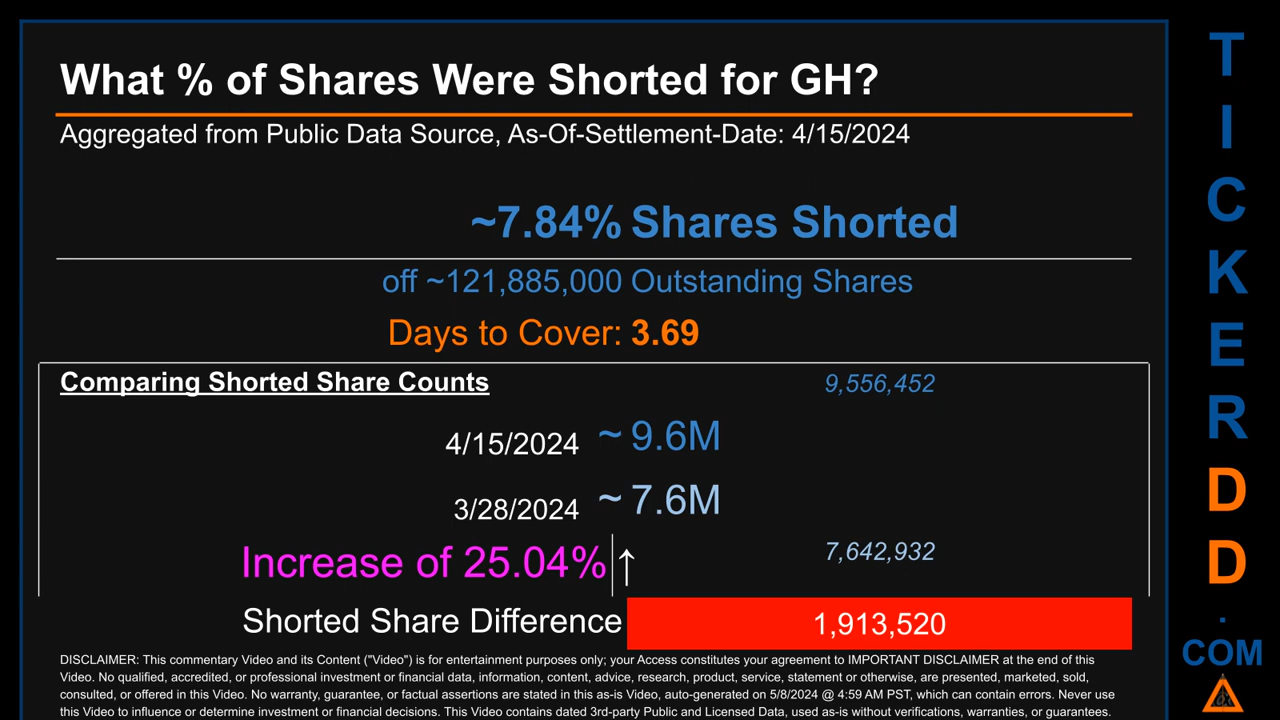 What % of Shares Were Shorted for GH?
Aggregated from Public Data Source, As-Of-Settlement-Date: 4/15/2024
~7.84% Shares Shorted
off ~121,885,000 Outstanding Shares
Days to Cover: 3.69
Comparing Shorted Share Counts 9,556,452
4/15/2024 ~ 9.6M
3/28/2024 ~ 7.6M
Increase of 25.04% ↑ 7,642,932
Shorted Share Difference 1,913,520
DISCLAIMER: This commentary Video and its Content ("Video") is for entertainment purposes only; your Access constitutes your agreement to IMPORTANT DISCLAIMER at the end of this
Video. No qualified, accredited, or professional investment or financial data, information, content, advice, research, product, service, statement or otherwise, are presented, marketed, sold,
consulted, or offered in this Video. No warranty, guarantee, or factual assertions are stated in this as-is Video, auto-generated on 5/8/2024 @ 4:59 AM PST, which can contain errors. Never use
this Video to influence or determine investment or financial decisions. This Video contains dated 3rd-party Public and Licensed Data, used as-is without verifications, warranties, or guarantees.
T
I
C
K
E
R
D
D
.
COM